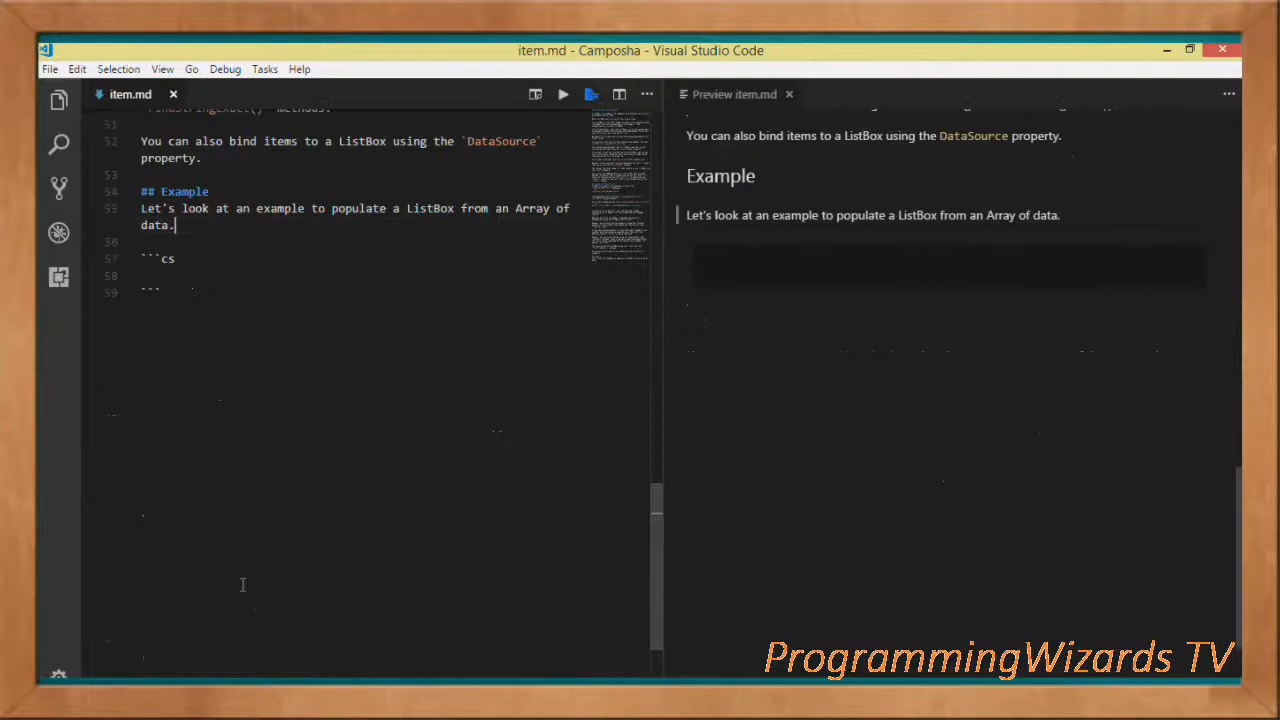 item.md - Camposha - Visual Studio Code
File Edit Selection View Go Debug Tasks Help
item.md
Preview item.md
51
52 You can also bind items to a ListBox using the `DataSource`
property.
53
54 ## Example
55 Let's look at an example to populate a ListBox from an Array of
data.
56
57 ```cs
58
59 ```
You can also bind items to a ListBox using the DataSource property.
Example
Let's look at an example to populate a ListBox from an Array of data.
ProgrammingWizards TV